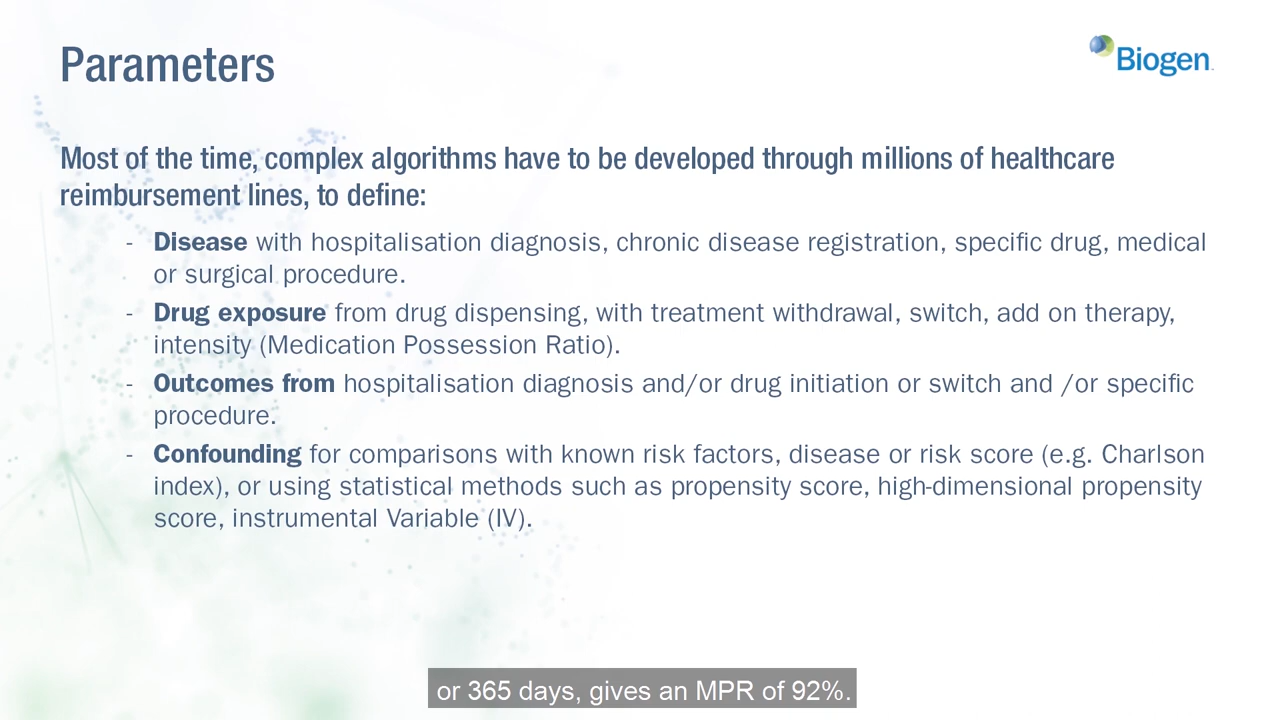 Parameters
Biogen
Most of the time, complex algorithms have to be developed through millions of healthcare
reimbursement lines, to define:
- Disease with hospitalisation diagnosis, chronic disease registration, specific drug, medical
or surgical procedure.
- Drug exposure from drug dispensing, with treatment withdrawal, switch, add on therapy,
intensity (Medication Possession Ratio).
- Outcomes from hospitalisation diagnosis and/or drug initiation or switch and /or specific
procedure.
- Confounding for comparisons with known risk factors, disease or risk score (e.g. Charlson
index), or using statistical methods such as propensity score, high-dimensional propensity
score, instrumental Variable (IV).
or 365 days, gives an MPR of 92%.